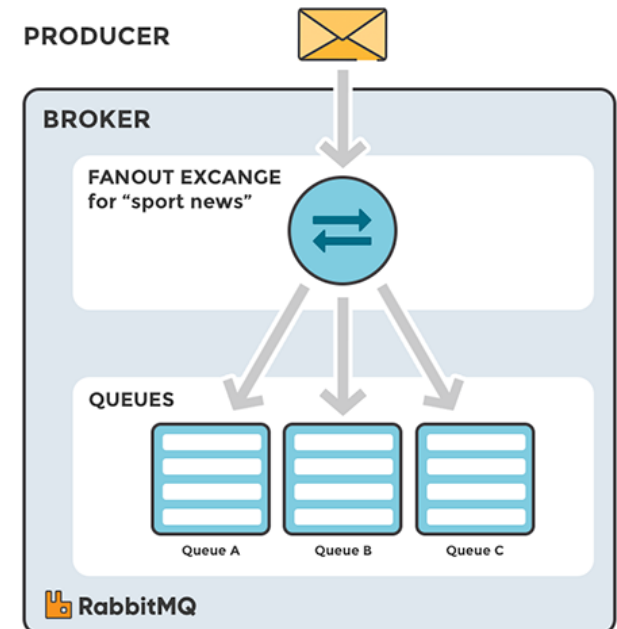 PRODUCER
BROKER
FANOUT EXCANGE
for “sport news”
QUEUES
Queue A
Queue B
Queue C
RabbitMQ